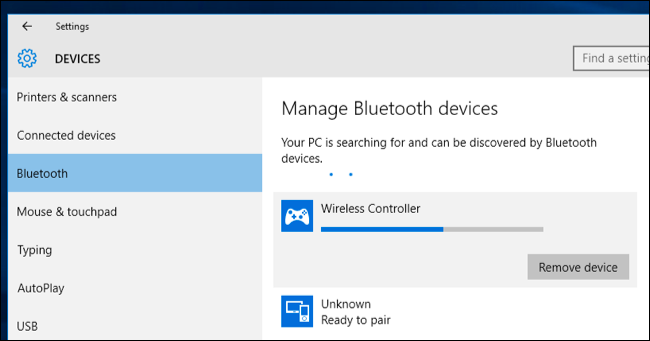 Settings
DEVICES
Find a setting
Printers & scanners
Connected devices
Bluetooth
Mouse & touchpad
Typing
AutoPlay
USB
Manage Bluetooth devices
Your PC is searching for and can be discovered by Bluetooth
devices.
Wireless Controller
Remove device
Unknown
Ready to pair